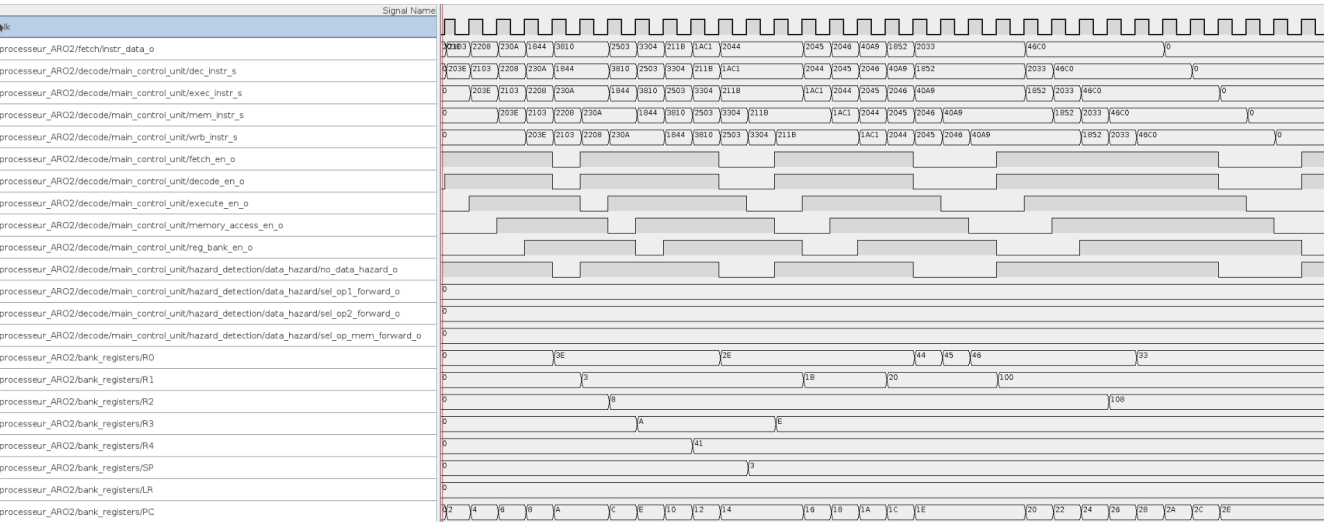 Signal Name
lk
processeur_ARO2/fetch/instr_data_o 2103 2208 230A 1844 3810 2503 3304 211B 1AC1 2044 2045 2046 40A9 1852 2033 46C0 0
processeur_ARO2/decode/main_control_unit/dec_instr_s 0 203E 2103 2208 230A 1844 3810 2503 3304 211B 1AC1 2044 2045 2046 40A9 1852 2033 46C0 0
processeur_ARO2/decode/main_control_unit/exec_instr_s 0 203E 2103 2208 230A 1844 3810 2503 3304 211B 1AC1 2044 2045 2046 40A9 1852 2033 46C0 0
processeur_ARO2/decode/main_control_unit/mem_instr_s 0 203E 2103 2208 230A 1844 3810 2503 3304 211B 1AC1 2044 2045 2046 40A9 1852 2033 46C0 0
processeur_ARO2/decode/main_control_unit/wrb_instr_s 0 203E 2103 2208 230A 1844 3810 2503 3304 211B 1AC1 2044 2045 2046 40A9 1852 2033 46C0 0
processeur_ARO2/decode/main_control_unit/fetch_en_o
processeur_ARO2/decode/main_control_unit/decode_en_o
processeur_ARO2/decode/main_control_unit/execute_en_o
processeur_ARO2/decode/main_control_unit/memory_access_en_o
processeur_ARO2/decode/main_control_unit/reg_bank_en_o
processeur_ARO2/decode/main_control_unit/hazard_detection/data_hazard/no_data_hazard_o
processeur_ARO2/decode/main_control_unit/hazard_detection/data_hazard/sel_op1_forward_o 0
processeur_ARO2/decode/main_control_unit/hazard_detection/data_hazard/sel_op2_forward_o 0
processeur_ARO2/decode/main_control_unit/hazard_detection/data_hazard/sel_op_mem_forward_o 0
processeur_ARO2/bank_registers/R0 0 3E 2E 44 45 46 33
processeur_ARO2/bank_registers/R1 0 3 1B 20 100
processeur_ARO2/bank_registers/R2 0 8 108
processeur_ARO2/bank_registers/R3 0 A E
processeur_ARO2/bank_registers/R4 0 41
processeur_ARO2/bank_registers/SP 0 3
processeur_ARO2/bank_registers/LR 0
processeur_ARO2/bank_registers/PC 0 2 4 6 8 A C E 10 12 14 16 18 1A 1C 1E 20 22 24 26 28 2A 2C 2E